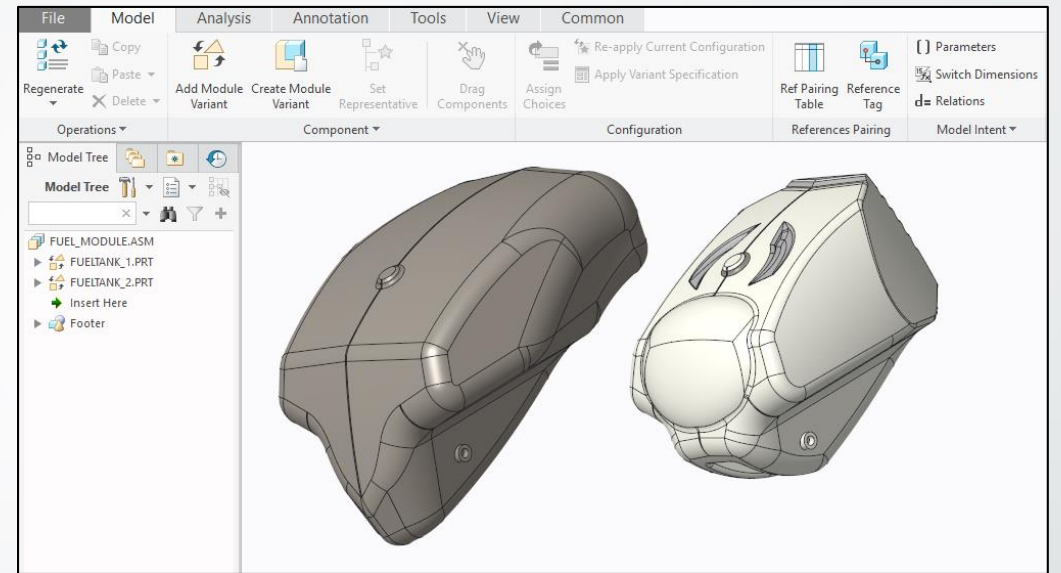 File Model Analysis Annotation Tools View Common
Regenerate
Copy
Paste
Delete
Add Module Variant
Create Module Variant
Set Representative
Drag Components
Assign Choices
Re-apply Current Configuration
Apply Variant Specification
Ref Pairing Table
Reference Tag
[ ] Parameters
Switch Dimensions
d= Relations
Operations Component Configuration References Pairing Model Intent
Model Tree
Model Tree
FUEL_MODULE.ASM
FUELTANK_1.PRT
FUELTANK_2.PRT
Insert Here
Footer